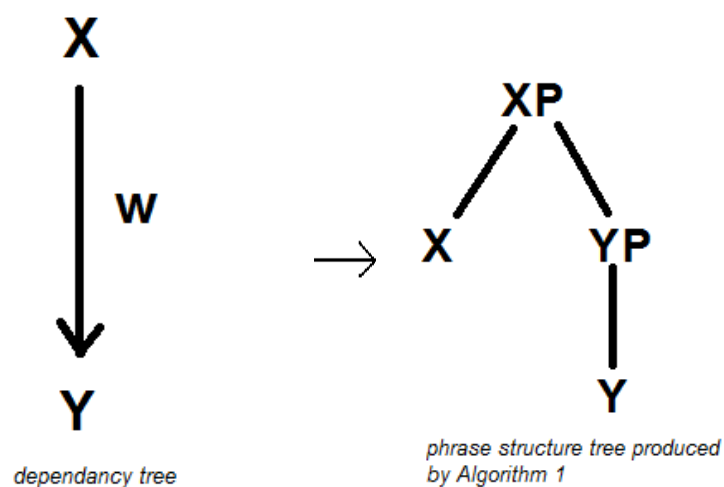 X
W
Y
dependancy tree
XP
X
YP
Y
phrase structure tree produced
by Algorithm 1